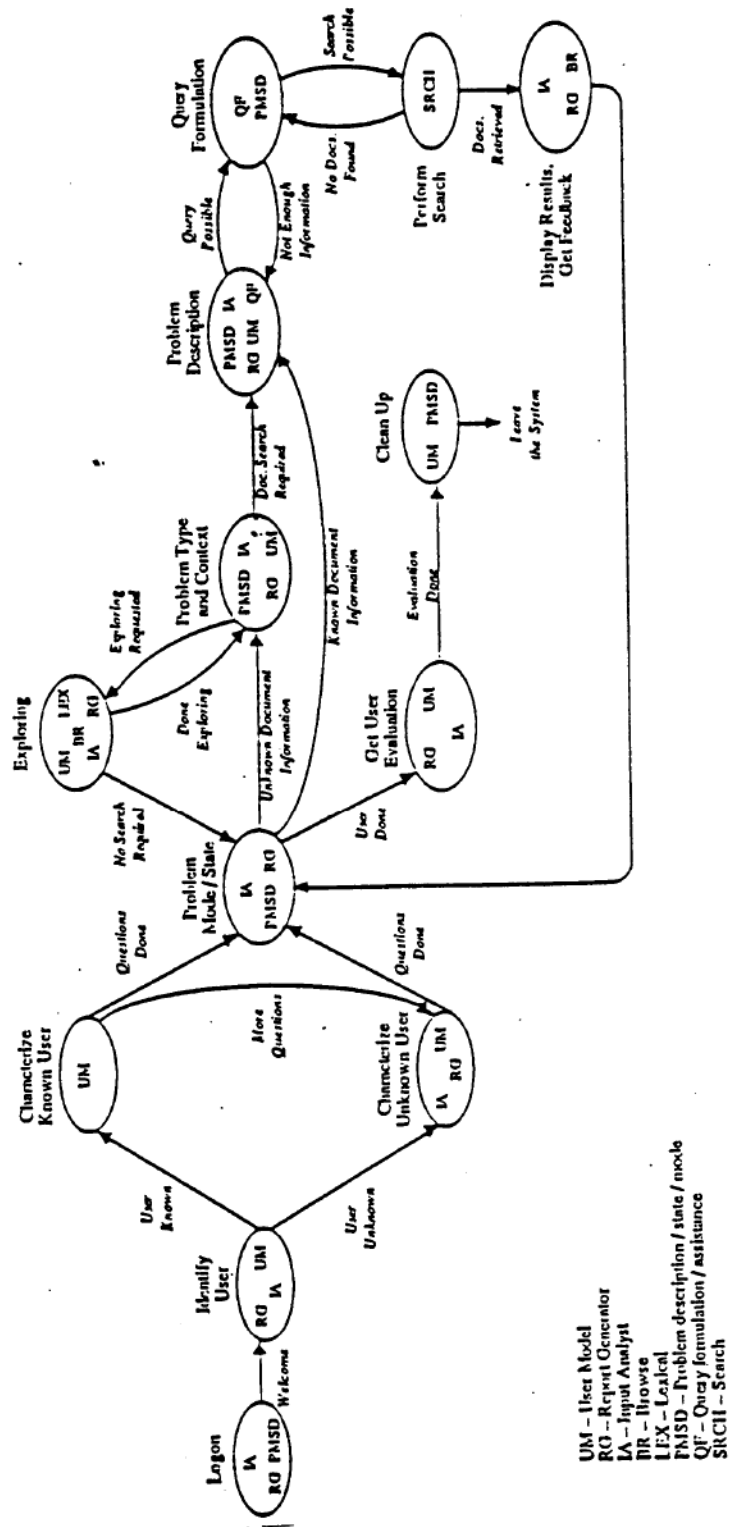 Logon
IA
RG PMSD
Welcome
Identify
User
RG UM
IA
User
Known
User
Unknown
Characterize
Known User
UM
Characterize
Unknown User
IA UM
RG
More
Questions
Questions
Done
Questions
Done
Problem
Mode / State
IA
PMSD RG
Exploring
UM LEX
BR
IA RG
No Search
Required
Done
Exploring
Exploring
Requested
Unknown Document
Information
Problem Type
and Context
PMSD IA
RG UM
Known Document
Information
User
Done
Get User
Evaluation
RG UM
IA
Evaluation
Done
Clean Up
UM PMSD
Leave
the System
Doc. Search
Required
Problem
Description
PMSD IA
RG UM QF
Query
Possible
Not Enough
Information
Query
Formulation
QF
PMSD
Search
Possible
No Docs.
Found
Perform
Search
SRCH
Docs.
Retrieved
Display Results,
Get Feedback
IA
RG BR
UM – User Model
RG – Report Generator
IA – Input Analyst
BR – Browse
LEX – Lexical
PMSD – Problem description / state / mode
QF – Query formulation / assistance
SRCH – Search